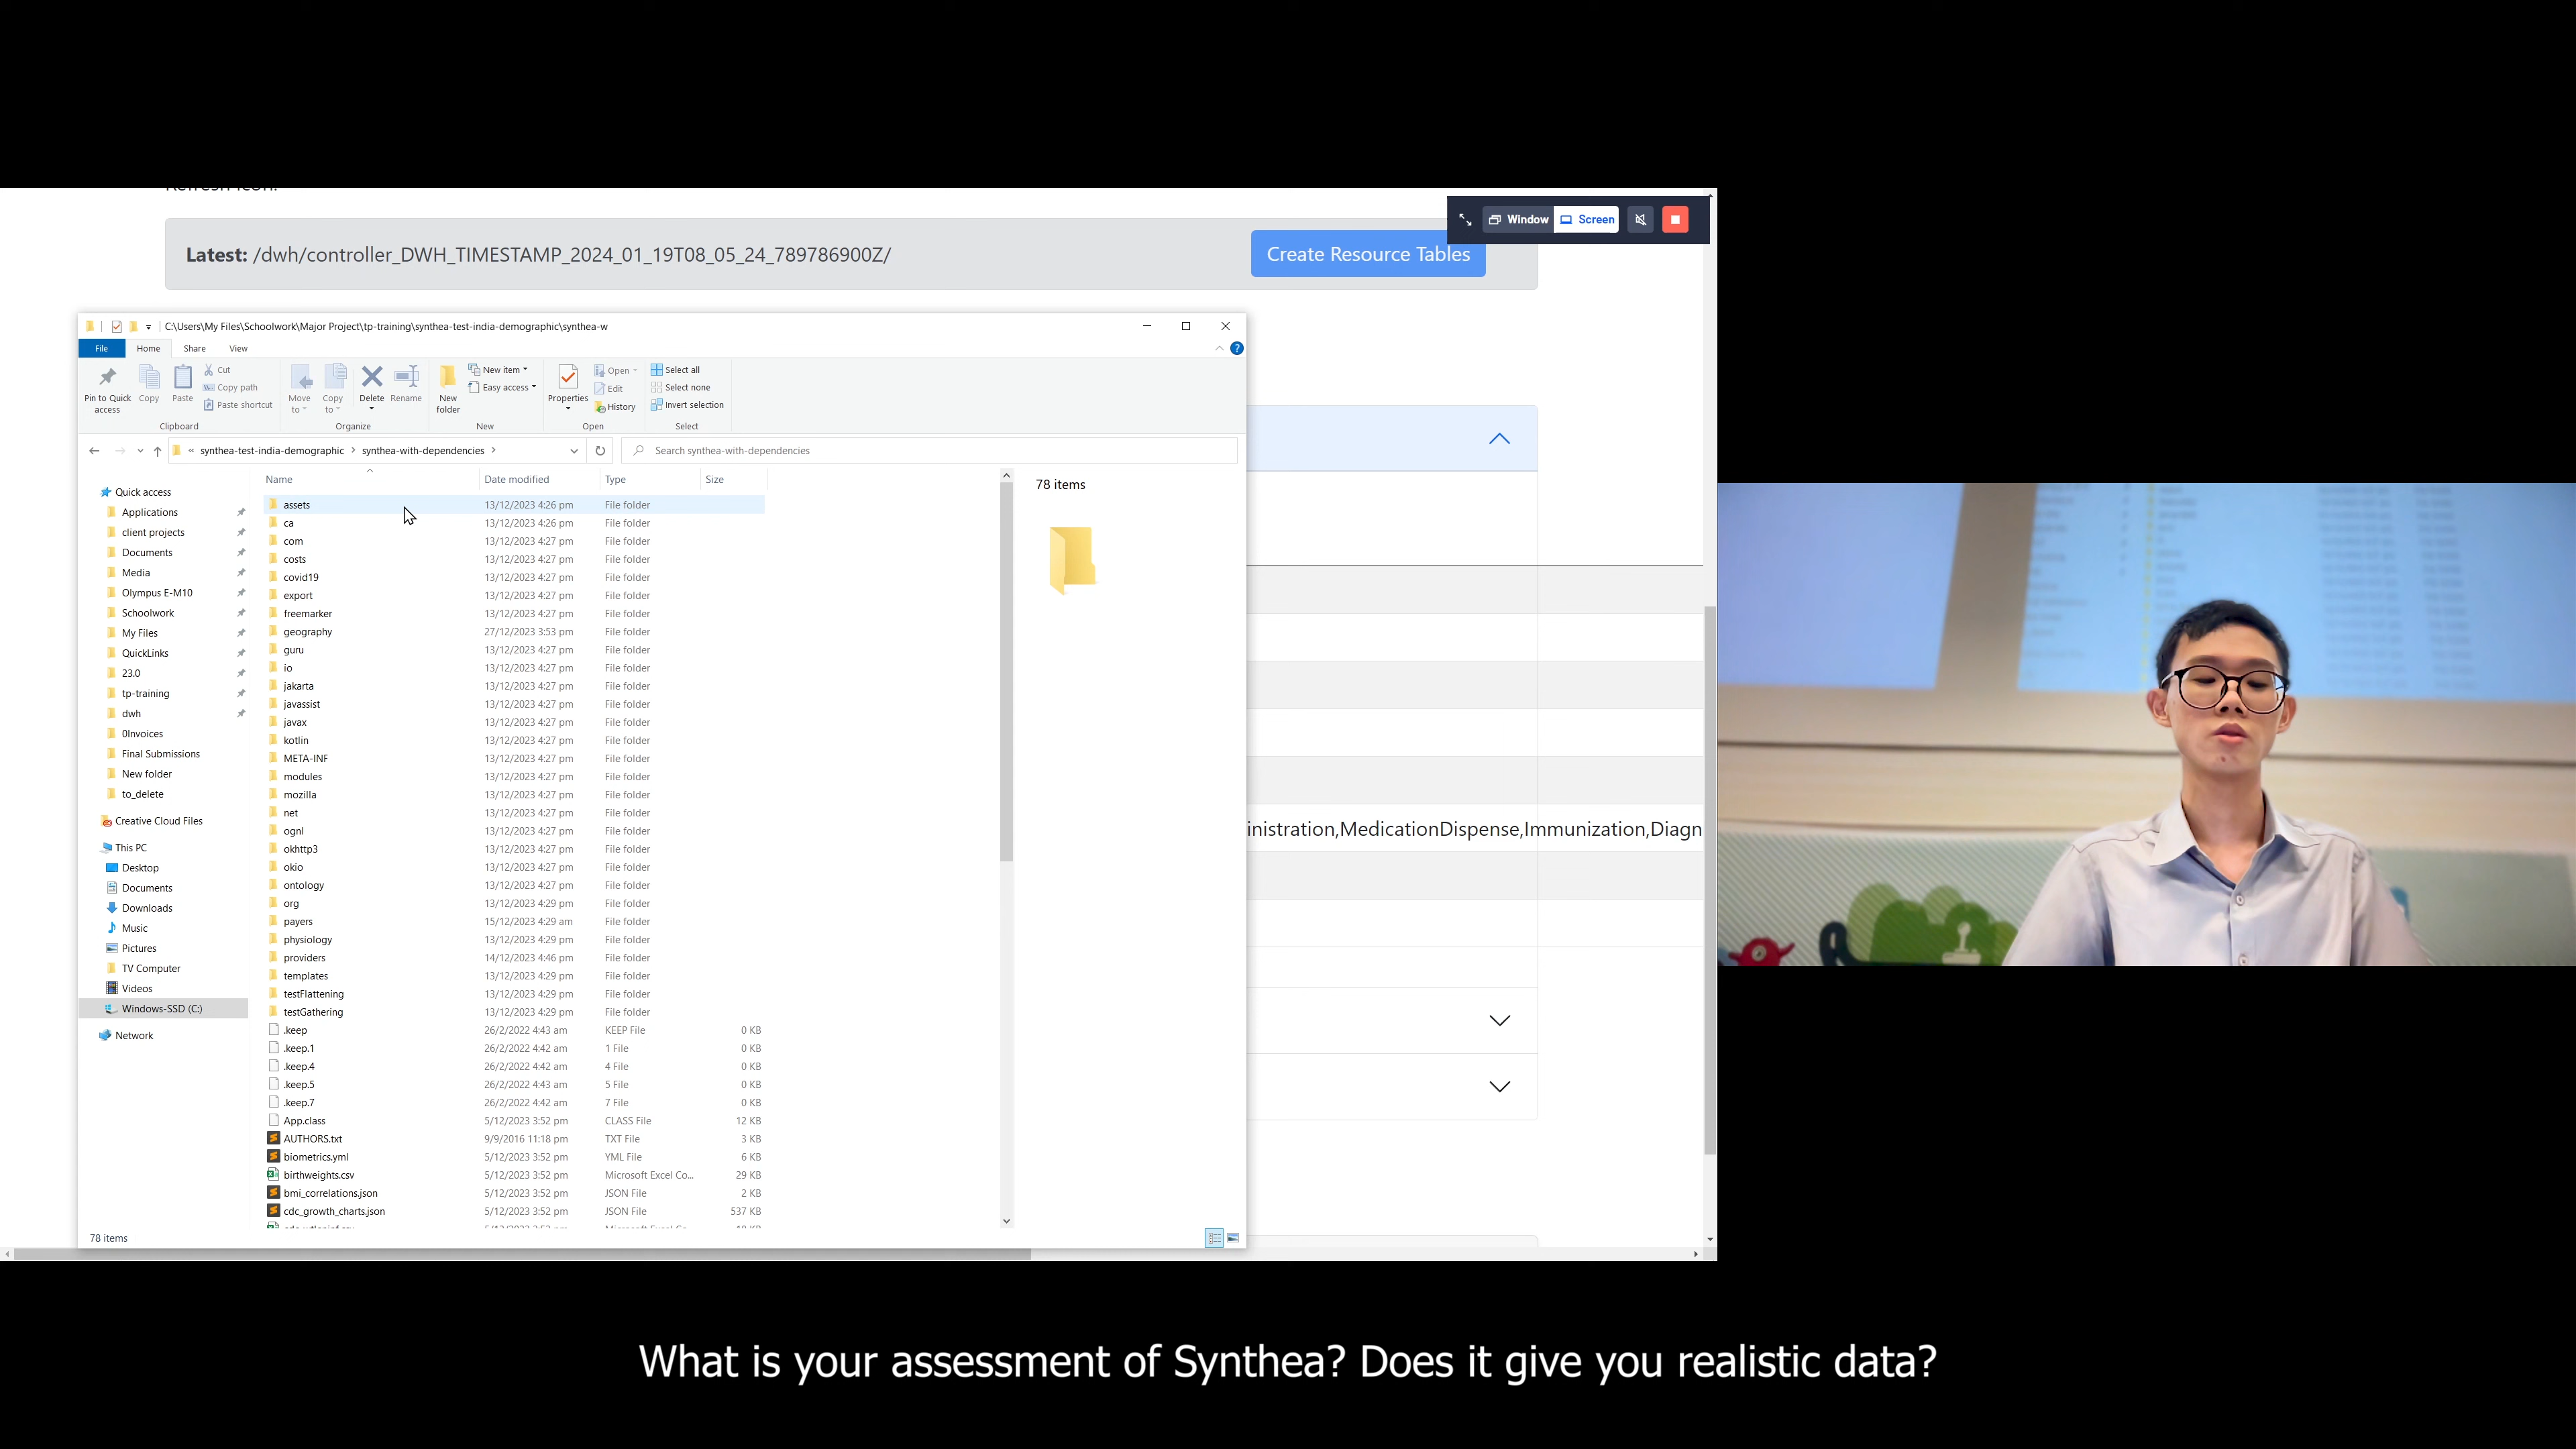 Latest: /dwh/controller_DWH_TIMESTAMP_2024_01_19T08_05_24_789786900Z/
Create Resource Tables
Window
Screen
C:\Users\My Files\Schoolwork\Major Project\tp-training\synthea-test-india-demographic\synthea-w
File Home Share View
Pin to Quick access
Copy
Paste
Cut
Copy path
Paste shortcut
Clipboard
Move to
Copy to
Delete
Rename
Organize
New folder
New item
Easy access
New
Properties
Open
Edit
History
Open
Select all
Select none
Invert selection
Select
« synthea-test-india-demographic > synthea-with-dependencies >
Search synthea-with-dependencies
Quick access
Applications
client projects
Documents
Media
Olympus E-M10
Schoolwork
My Files
QuickLinks
23.0
tp-training
dwh
0Invoices
Final Submissions
New folder
to_delete
Creative Cloud Files
This PC
Desktop
Documents
Downloads
Music
Pictures
TV Computer
Videos
Windows-SSD (C:)
Network
Name Date modified Type Size
assets 13/12/2023 4:26 pm File folder
ca 13/12/2023 4:26 pm File folder
com 13/12/2023 4:27 pm File folder
costs 13/12/2023 4:27 pm File folder
covid19 13/12/2023 4:27 pm File folder
export 13/12/2023 4:27 pm File folder
freemarker 13/12/2023 4:27 pm File folder
geography 27/12/2023 3:53 pm File folder
guru 13/12/2023 4:27 pm File folder
io 13/12/2023 4:27 pm File folder
jakarta 13/12/2023 4:27 pm File folder
javassist 13/12/2023 4:27 pm File folder
javax 13/12/2023 4:27 pm File folder
kotlin 13/12/2023 4:27 pm File folder
META-INF 13/12/2023 4:27 pm File folder
modules 13/12/2023 4:27 pm File folder
mozilla 13/12/2023 4:27 pm File folder
net 13/12/2023 4:27 pm File folder
ognl 13/12/2023 4:27 pm File folder
okhttp3 13/12/2023 4:27 pm File folder
okio 13/12/2023 4:27 pm File folder
ontology 13/12/2023 4:27 pm File folder
org 13/12/2023 4:29 pm File folder
payers 15/12/2023 4:29 am File folder
physiology 13/12/2023 4:29 pm File folder
providers 14/12/2023 4:46 pm File folder
templates 13/12/2023 4:29 pm File folder
testFlattening 13/12/2023 4:29 pm File folder
testGathering 13/12/2023 4:29 pm File folder
.keep 26/2/2022 4:43 am KEEP File 0 KB
.keep.1 26/2/2022 4:42 am 1 File 0 KB
.keep.4 26/2/2022 4:42 am 4 File 0 KB
.keep.5 26/2/2022 4:43 am 5 File 0 KB
.keep.7 26/2/2022 4:42 am 7 File 0 KB
App.class 5/12/2023 3:52 pm CLASS File 12 KB
AUTHORS.txt 9/9/2016 11:18 pm TXT File 3 KB
biometrics.yml 5/12/2023 3:52 pm YML File 6 KB
birthweights.csv 5/12/2023 3:52 pm Microsoft Excel Co... 29 KB
bmi_correlations.json 5/12/2023 3:52 pm JSON File 2 KB
cdc_growth_charts.json 5/12/2023 3:52 pm JSON File 537 KB
78 items
78 items
inistration,MedicationDispense,Immunization,Diagn
What is your assessment of Synthea? Does it give you realistic data?